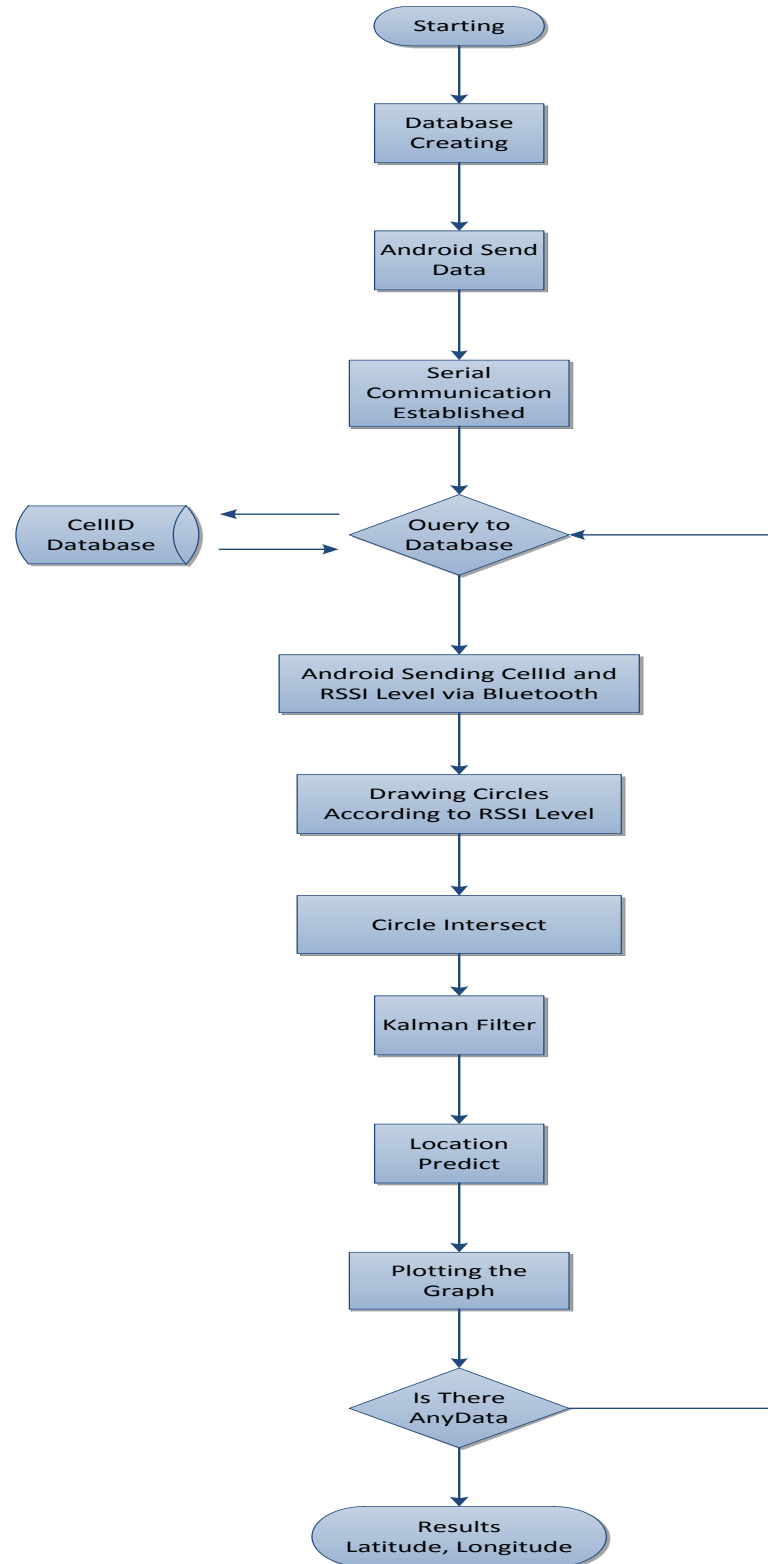 Starting
Database
Creating
Android Send
Data
Serial
Communication
Established
CellID
Database
Ouery to
Database
Android Sending CellId and
RSSI Level via Bluetooth
Drawing Circles
According to RSSI Level
Circle Intersect
Kalman Filter
Location
Predict
Plotting the
Graph
Is There
AnyData
Results
Latitude, Longitude